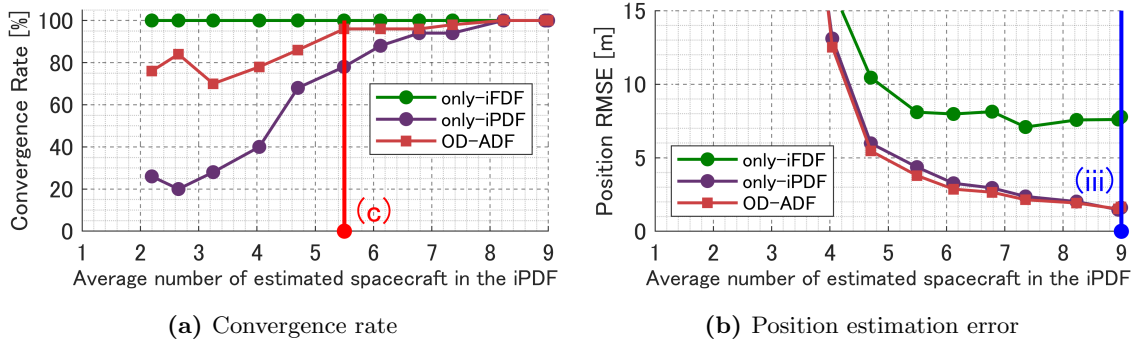 Convergence Rate [%]
100
80
60
40
20
0
only-iFDF
only-iPDF
OD-ADF
(c)
1 2 3 4 5 6 7 8 9
Average number of estimated spacecraft in the iPDF
(a) Convergence rate
Position RMSE [m]
15
10
5
0
only-iFDF
only-iPDF
OD-ADF
(iii)
1 2 3 4 5 6 7 8 9
Average number of estimated spacecraft in the iPDF
(b) Position estimation error